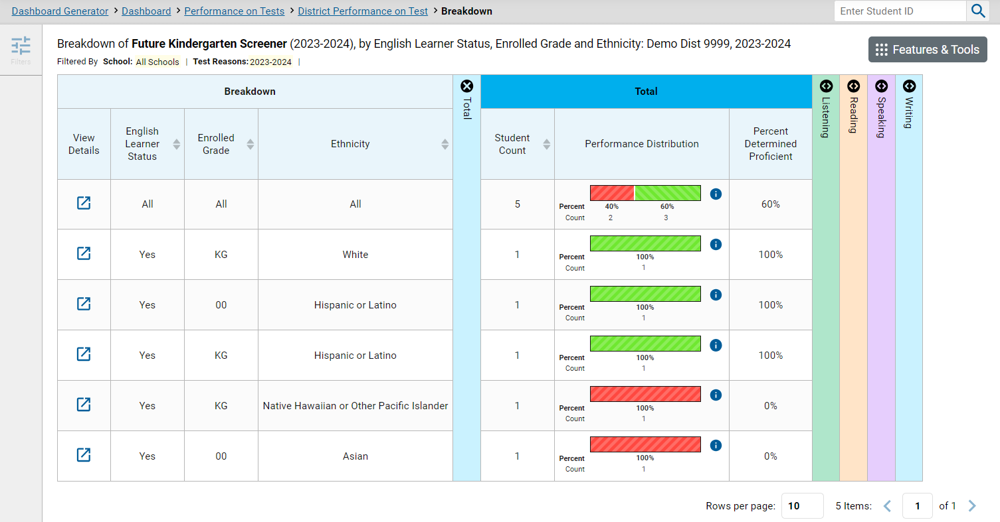 Dashboard Generator > Dashboard > Performance on Tests > District Performance on Test > Breakdown
Enter Student ID
Filters
Breakdown of Future Kindergarten Screener (2023-2024), by English Learner Status, Enrolled Grade and Ethnicity: Demo Dist 9999, 2023-2024
Filtered By School: All Schools | Test Reasons: 2023-2024 |
Features & Tools
Breakdown
Total
Total
Listening
Reading
Speaking
Writing
View Details
English Learner Status
Enrolled Grade
Ethnicity
Student Count
Performance Distribution
Percent Determined Proficient
All All All 5 60%
Percent 40% 60%
Count 2 3
Yes KG White 1 100%
Percent 100%
Count 1
Yes 00 Hispanic or Latino 1 100%
Percent 100%
Count 1
Yes KG Hispanic or Latino 1 100%
Percent 100%
Count 1
Yes KG Native Hawaiian or Other Pacific Islander 1 0%
Percent 100%
Count 1
Yes 00 Asian 1 0%
Percent 100%
Count 1
Rows per page: 10 5 Items: 1 of 1